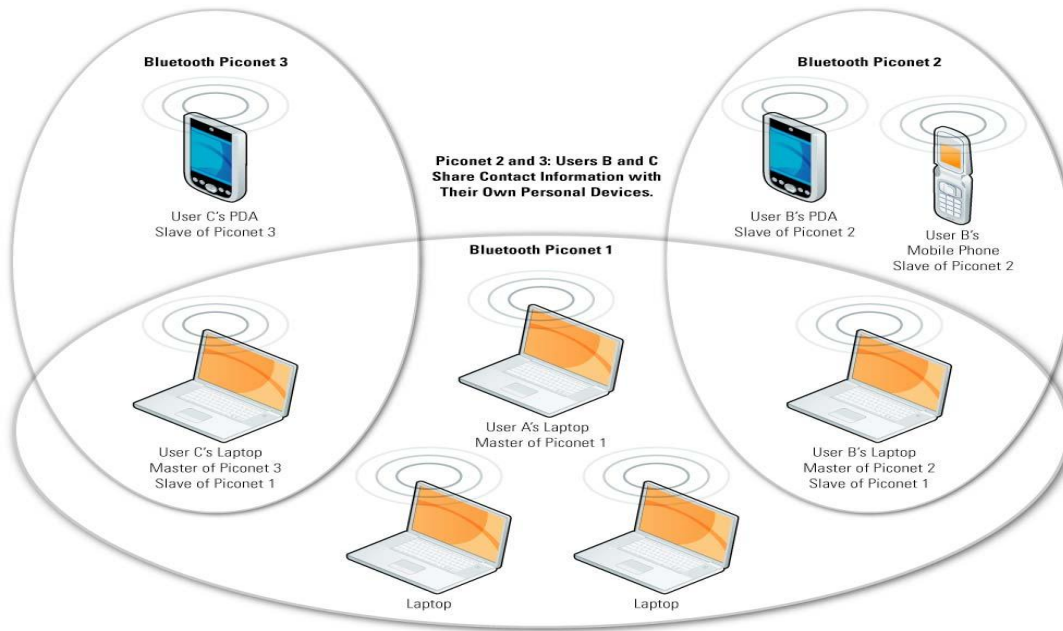 Bluetooth Piconet 3
Bluetooth Piconet 2
Piconet 2 and 3: Users B and C
Share Contact Information with
Their Own Personal Devices.
User C's PDA
Slave of Piconet 3
User B's PDA
Slave of Piconet 2
User B's
Mobile Phone
Slave of Piconet 2
Bluetooth Piconet 1
User A's Laptop
Master of Piconet 1
User C's Laptop
Master of Piconet 3
Slave of Piconet 1
User B's Laptop
Master of Piconet 2
Slave of Piconet 1
Laptop
Laptop